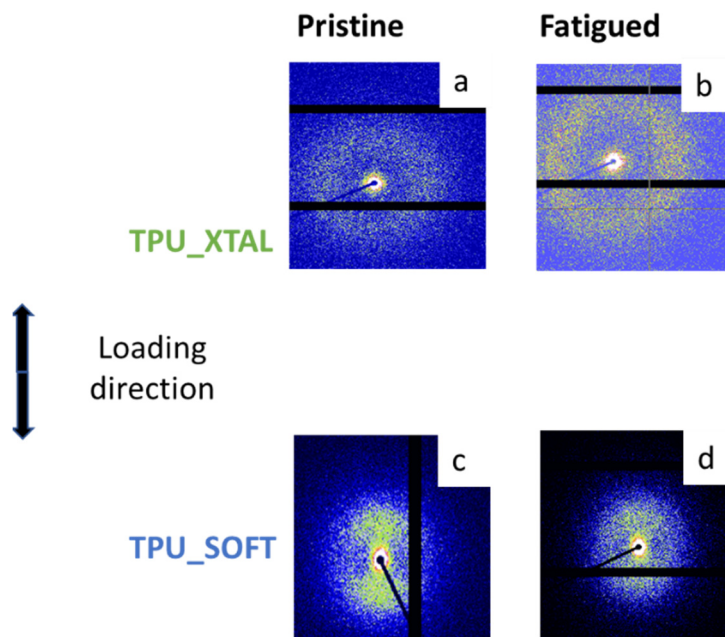 Pristine Fatigued
a b
TPU_XTAL
Loading
direction
c d
TPU_SOFT